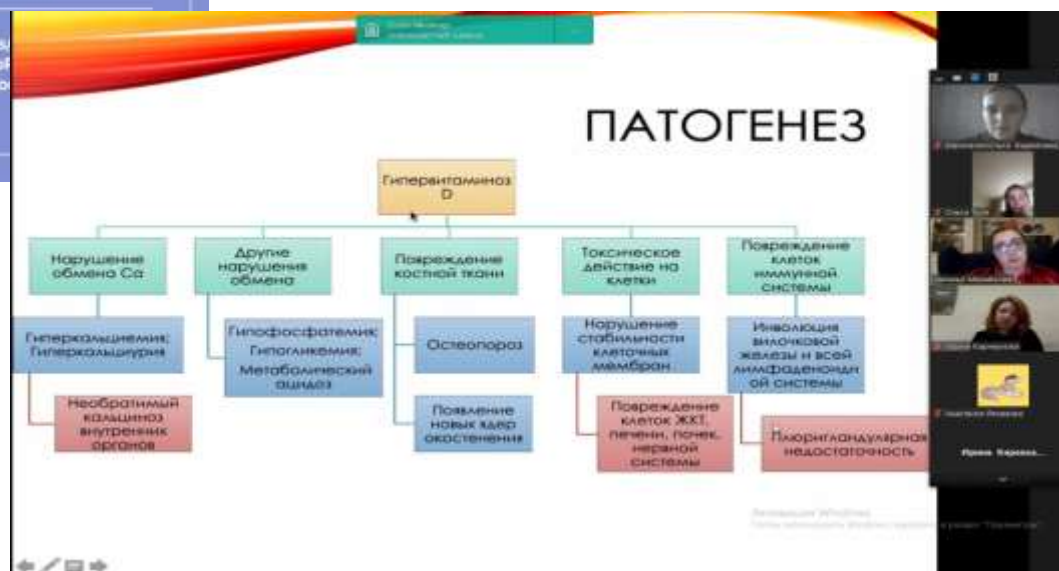 ПАТОГЕНЕЗ
Гипервитаминоз
D
Нарушение
обмена Ca
Другие
нарушения
обмена
Повреждение
костной ткани
Токсическое
действие на
клетки
Повреждение
клеток
иммунной
системы
Гиперкальциемия;
Гиперкальциурия
Гипофосфатемия;
Гипогликемия;
Метаболический
ацидоз
Остеопороз
Нарушение
стабильности
клеточных
мембран
Инволюция
вилочковой
железы и всей
лимфаденоидн
ой системы
Необратимый
кальциноз
внутренних
органов
Появление
новых ядер
окостенения
Повреждение
клеток ЖКТ,
печени, почек,
нервной
системы
Плюригландулярная
недостаточность